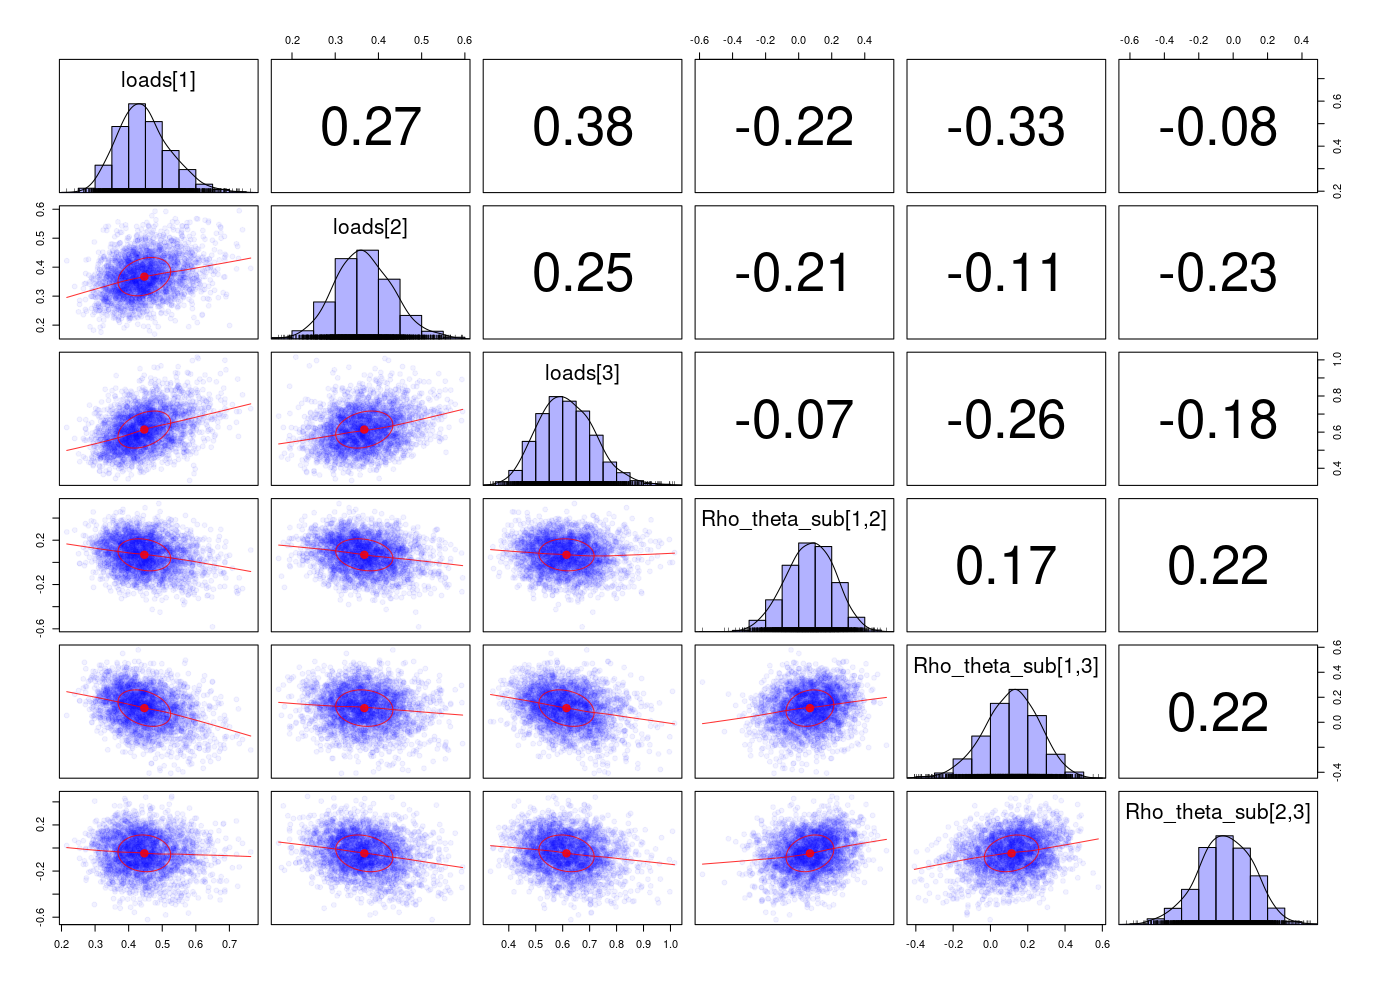 0.2 0.3 0.4 0.5 0.6 -0.6 -0.4 -0.2 0.0 0.2 0.4 -0.6 -0.4 -0.2 0.0 0.2 0.4
loads[1]
0.27 0.38 -0.22 -0.33 -0.08
0.2 0.4 0.6
0.2 0.3 0.4 0.5 0.6
loads[2]
0.25 -0.21 -0.11 -0.23
loads[3]
-0.07 -0.26 -0.18
0.4 0.6 0.8 1.0
-0.6 -0.2 0.2
Rho_theta_sub[1,2]
0.17 0.22
Rho_theta_sub[1,3]
0.22
-0.4 0.0 0.2 0.4 0.6
-0.6 -0.2 0.2
Rho_theta_sub[2,3]
0.2 0.3 0.4 0.5 0.6 0.7 0.4 0.5 0.6 0.7 0.8 0.9 1.0 -0.4 -0.2 0.0 0.2 0.4 0.6